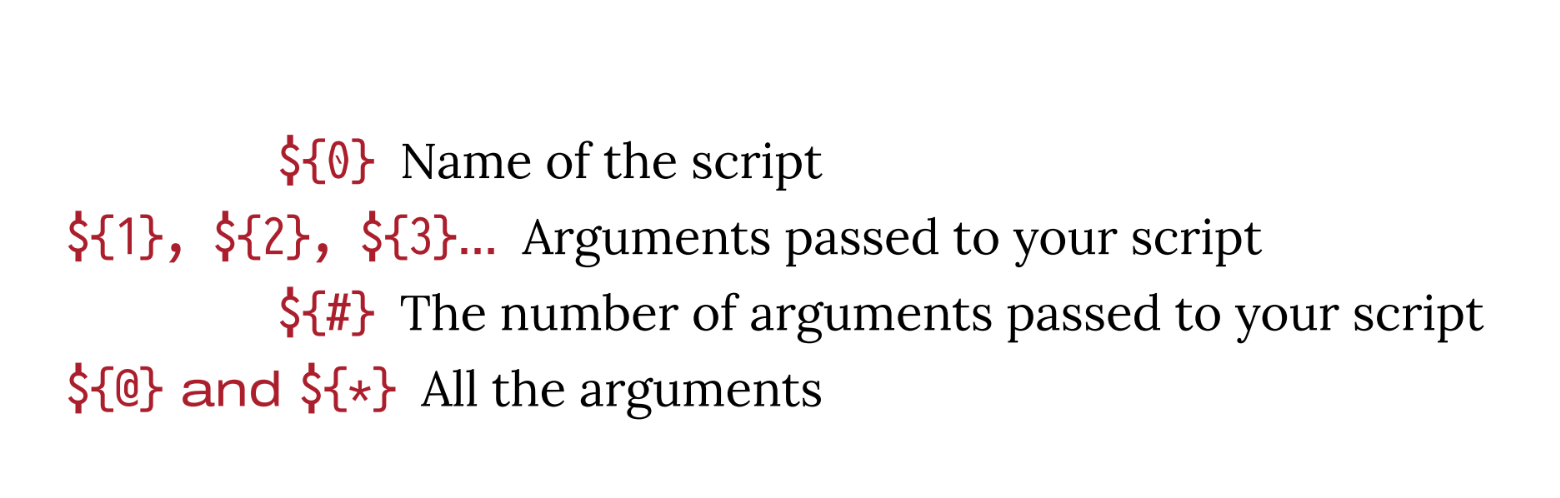 ${0} Name of the script
${1}, ${2}, ${3}... Arguments passed to your script
${#} The number of arguments passed to your script
${@} and ${*} All the arguments